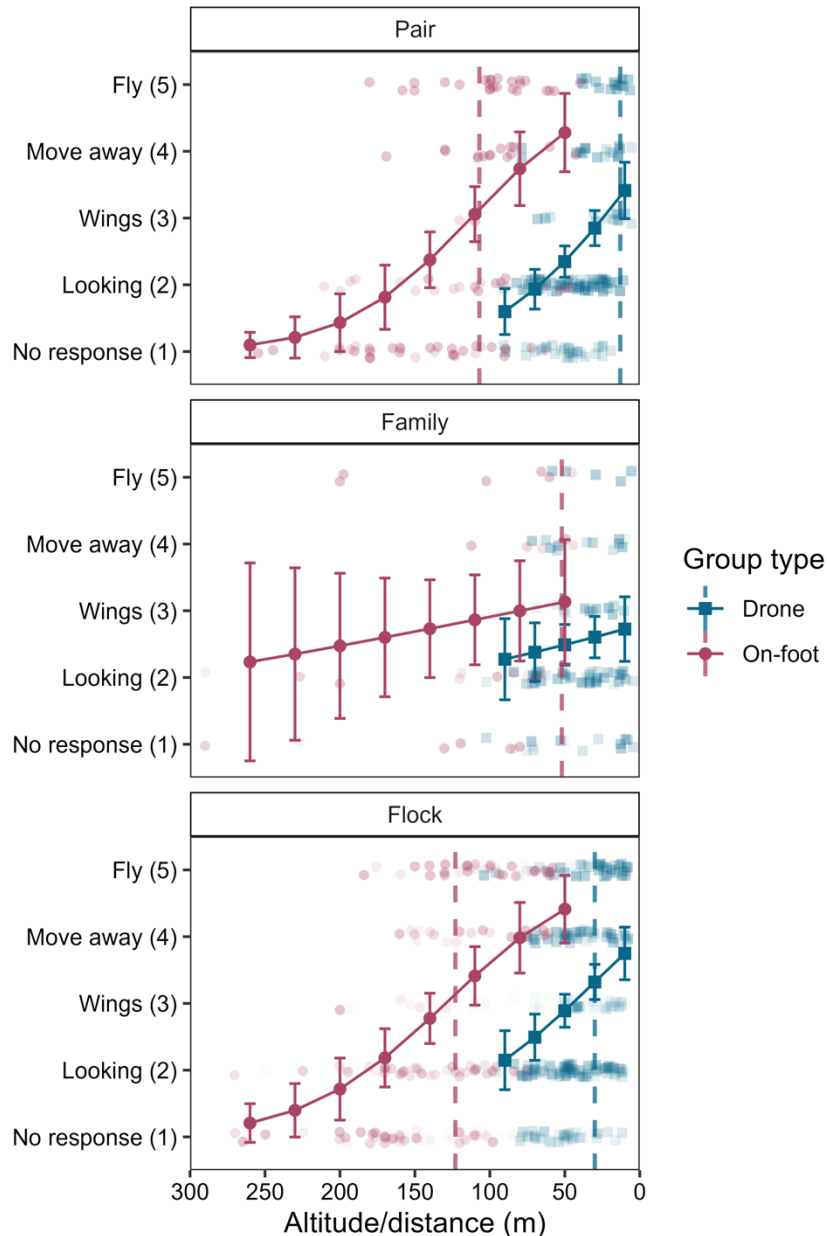 Pair
Fly (5)
Move away (4)
Wings (3)
Looking (2)
No response (1)
Family
Fly (5)
Move away (4)
Wings (3)
Looking (2)
No response (1)
Group type
Drone
On-foot
Flock
Fly (5)
Move away (4)
Wings (3)
Looking (2)
No response (1)
300 250 200 150 100 50 0
Altitude/distance (m)